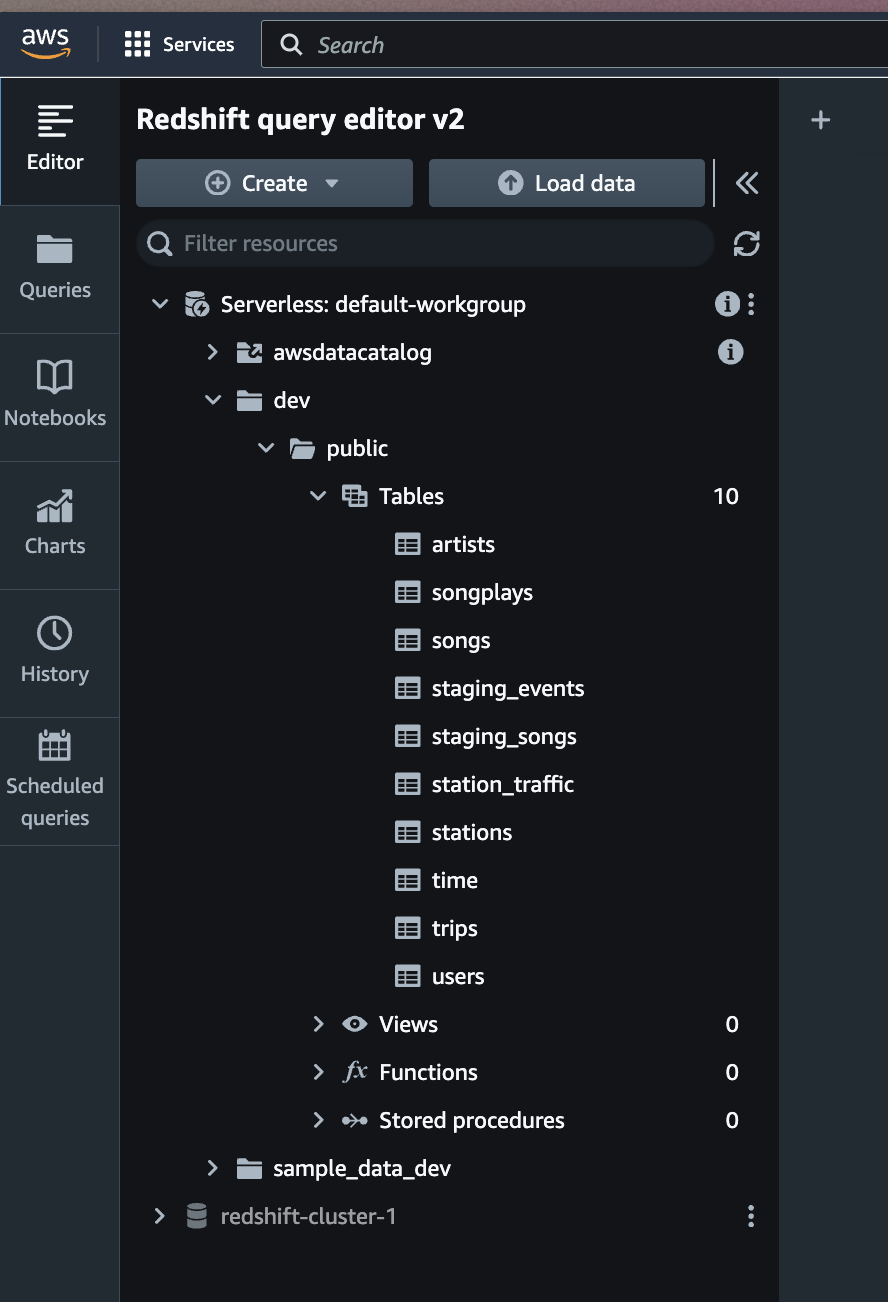 aws
Services
Search
Editor
Queries
Notebooks
Charts
History
Scheduled
queries
Redshift query editor v2
Create
Load data
Filter resources
Serverless: default-workgroup
awsdatacatalog
dev
public
Tables 10
artists
songplays
songs
staging_events
staging_songs
station_traffic
stations
time
trips
users
Views 0
fx Functions 0
Stored procedures 0
sample_data_dev
redshift-cluster-1